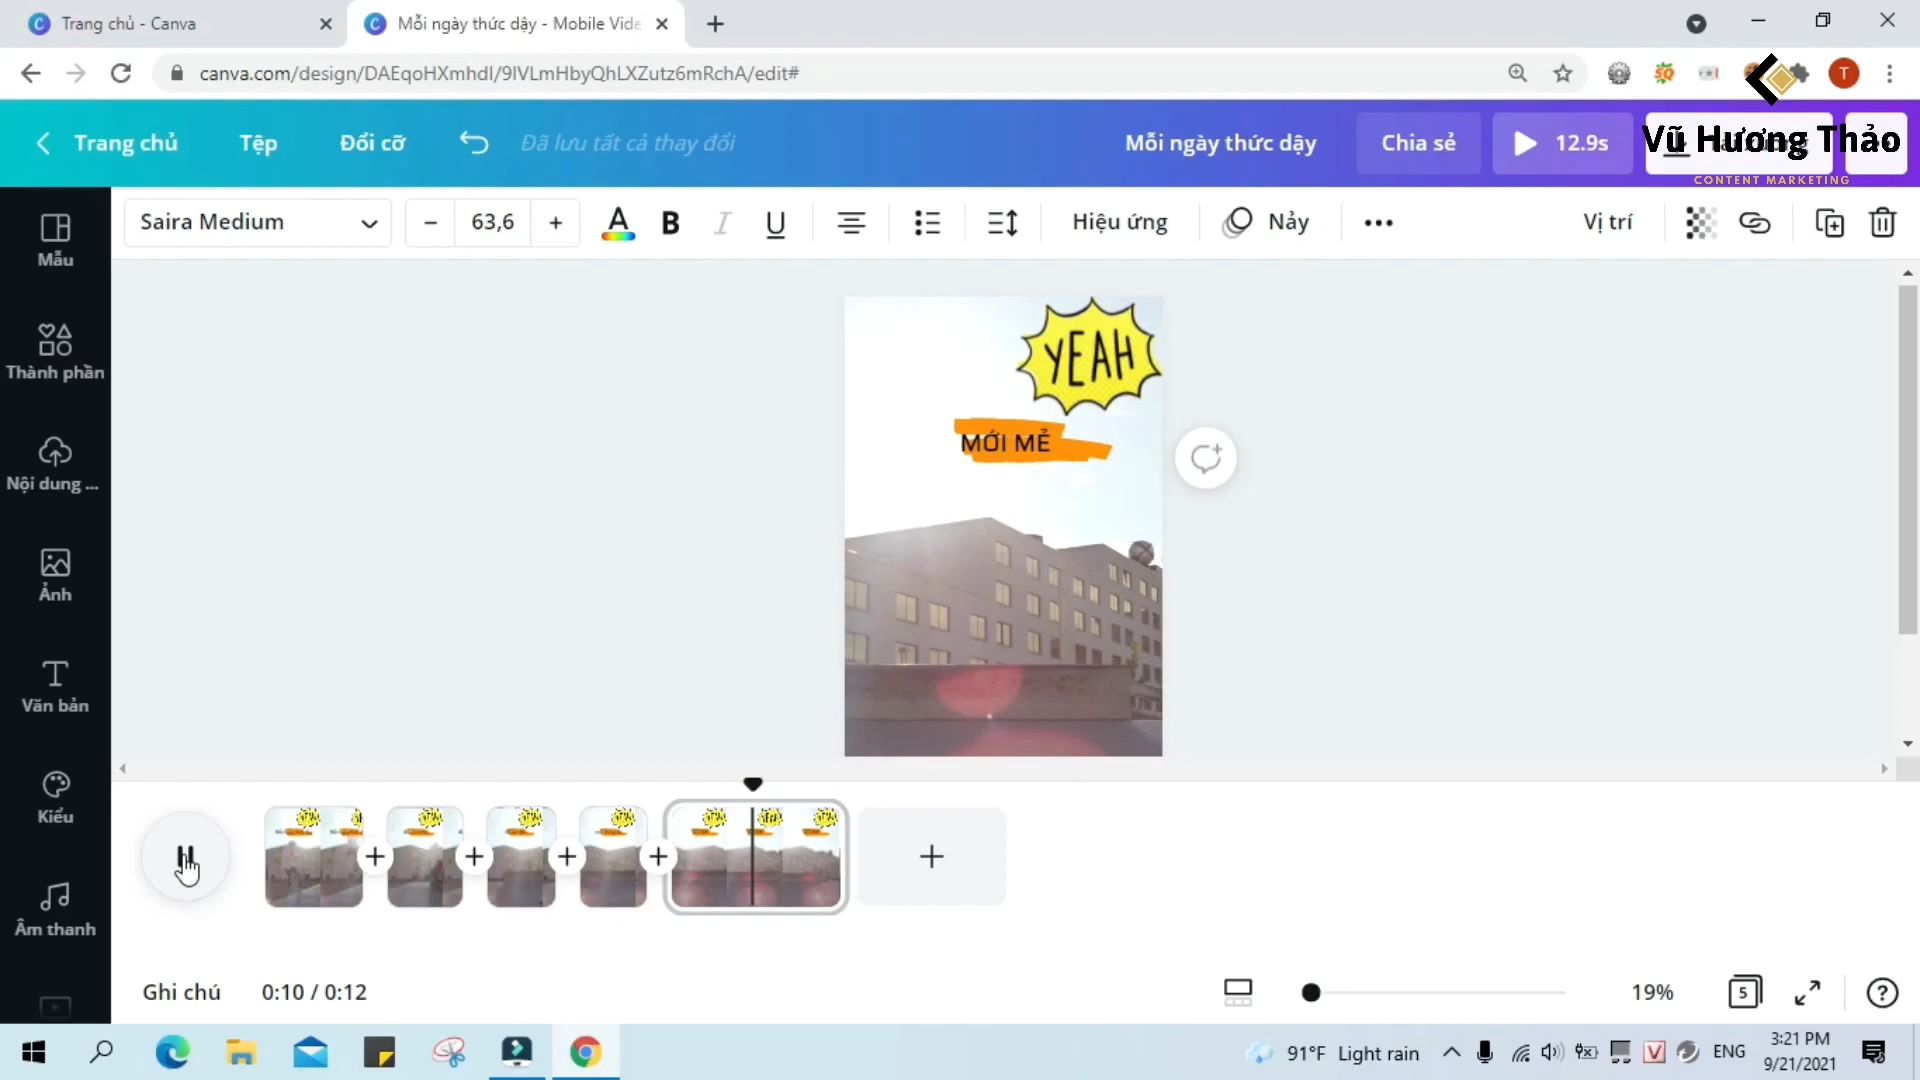 Trang chủ - Canva
Mỗi ngày thức dậy - Mobile Vide
canva.com/design/DAEqoHXmhdI/9IVLmHbyQhLXZutz6mRchA/edit#
T
Trang chủ
Tệp
Đổi cỡ
Đã lưu tất cả thay đổi
Mỗi ngày thức dậy
Chia sẻ
12.9s
Vũ Hương Thảo
CONTENT MARKETING
Saira Medium
63,6
A
B
I
U
Hiệu ứng
Nảy
Vị trí
Mẫu
Thành phần
Nội dung ...
Ảnh
Văn bản
Kiểu
Âm thanh
YEAH
MỚI MẺ
Ghi chú
0:10 / 0:12
19%
5
91°F Light rain
ENG
3:21 PM
9/21/2021